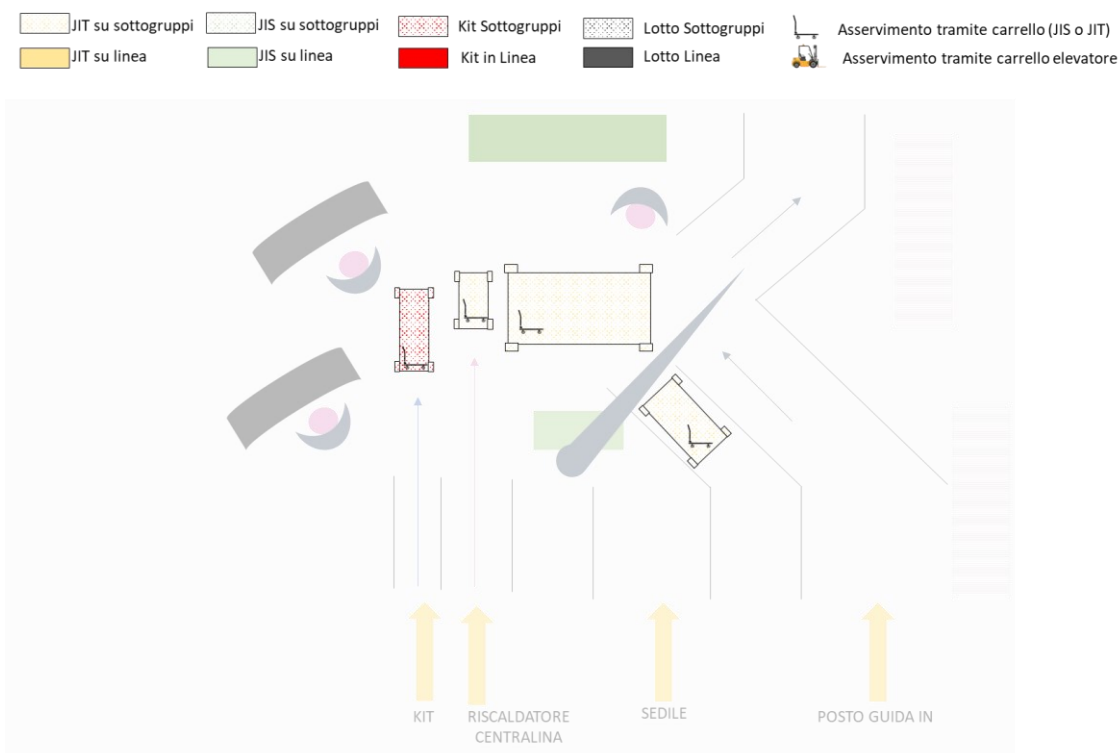 JIT su sottogruppi
JIS su sottogruppi
Kit Sottogruppi
Lotto Sottogruppi
Asservimento tramite carrello (JIS o JIT)
JIT su linea
JIS su linea
Kit in Linea
Lotto Linea
Asservimento tramite carrello elevatore
KIT
RISCALDATORE
CENTRALINA
SEDILE
POSTO GUIDA IN